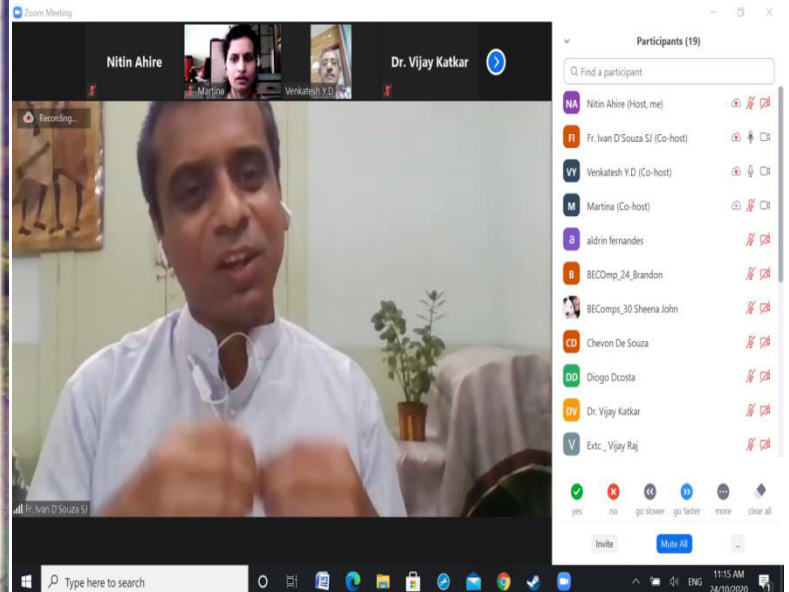 Zoom Meeting
Nitin Ahire
Martina
Venkatesh Y.D
Dr. Vijay Katkar
Recording...
Fr. Ivan D'Souza SJ
Participants (19)
Find a participant
NA Nitin Ahire (Host, me)
FI Fr. Ivan D'Souza SJ (Co-host)
VY Venkatesh Y.D (Co-host)
M Martina (Co-host)
a aldrin fernandes
B BEComp_24_Brandon
BEComps_30 Sheena John
CD Chevon De Souza
DD Diogo Dcosta
DV Dr. Vijay Katkar
V Extc _ Vijay Raj
yes no go slower go faster more clear all
Invite Mute All ...
Type here to search
ENG
11:15 AM
24/10/2020